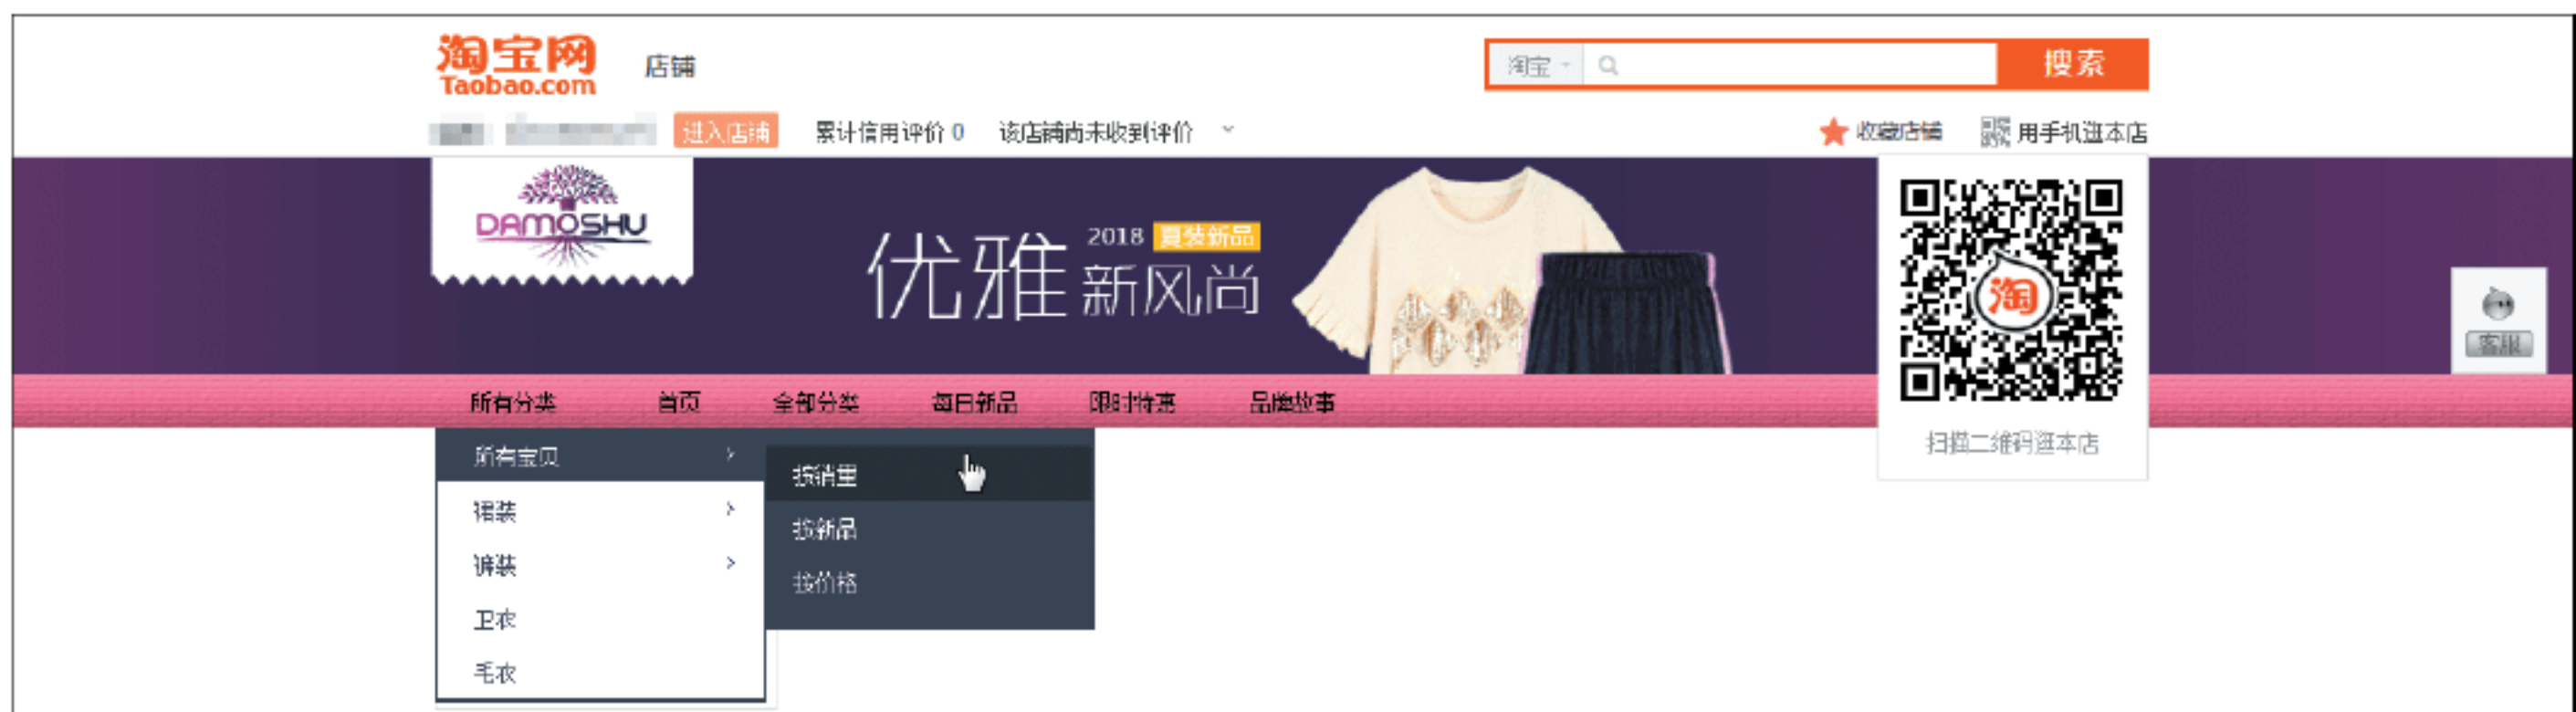 淘宝网
Taobao.com
店铺
淘宝
搜索
进入店铺 累计信用评价 0 该店铺尚未收到评价
收藏店铺 用手机逛本店
DAMOSHU
优雅
2018 夏装新品
新风尚
淘
客服
所有分类 首页 全部分类 每日新品 限时特惠 品牌故事
扫描二维码逛本店
所有宝贝
按销量
裙装
按新品
裤装
按价格
卫衣
毛衣